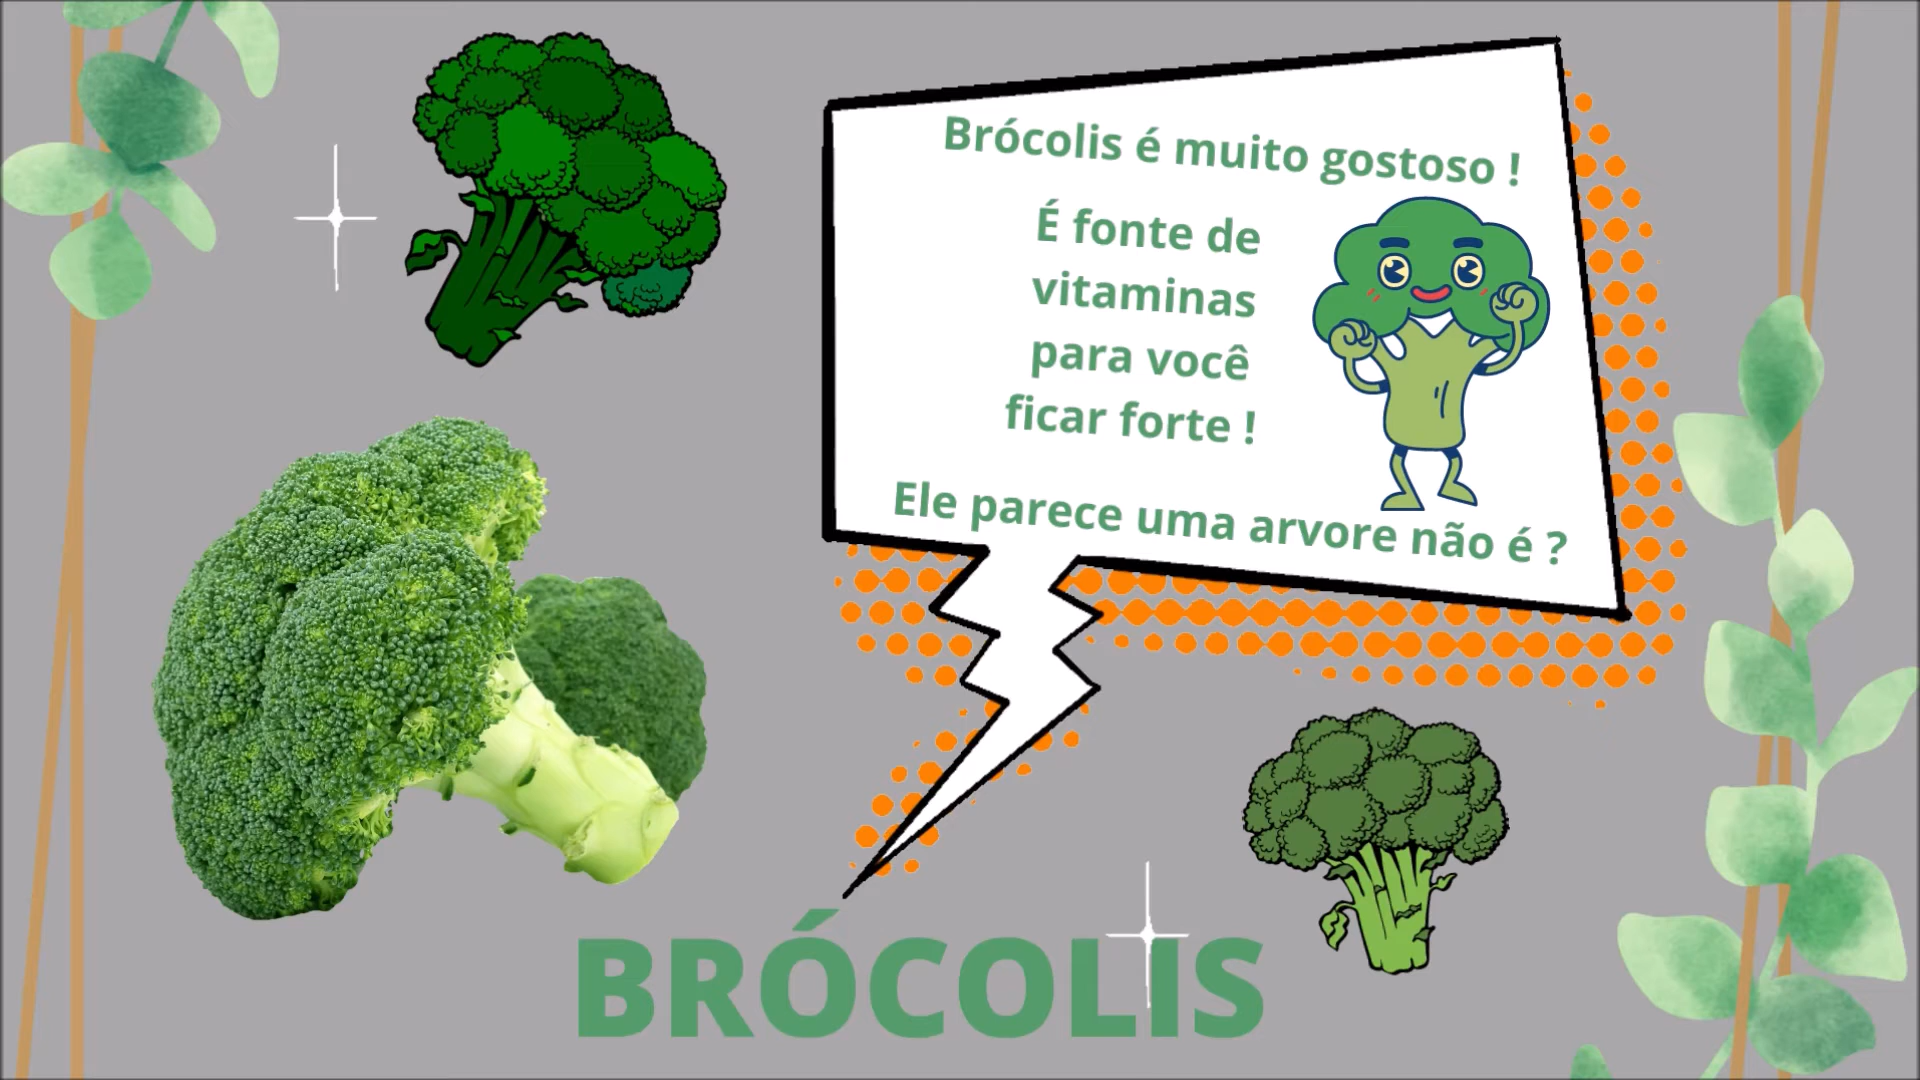 Brócolis é muito gostoso !
É fonte de
vitaminas
para você
ficar forte !
Ele parece uma arvore não é ?
BRÓCOLIS